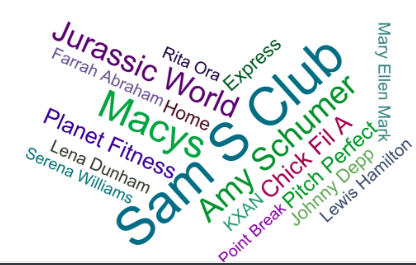 Jurassic World
Rita Ora
Express
Mary Ellen Mark
Farrah Abraham
Home
Macys
Sam S Club
Planet Fitness
Amy Schumer
Lena Dunham
Serena Williams
Chick Fil A
KXAN
Pitch Perfect
Point Break
Johnny Depp
Lewis Hamilton